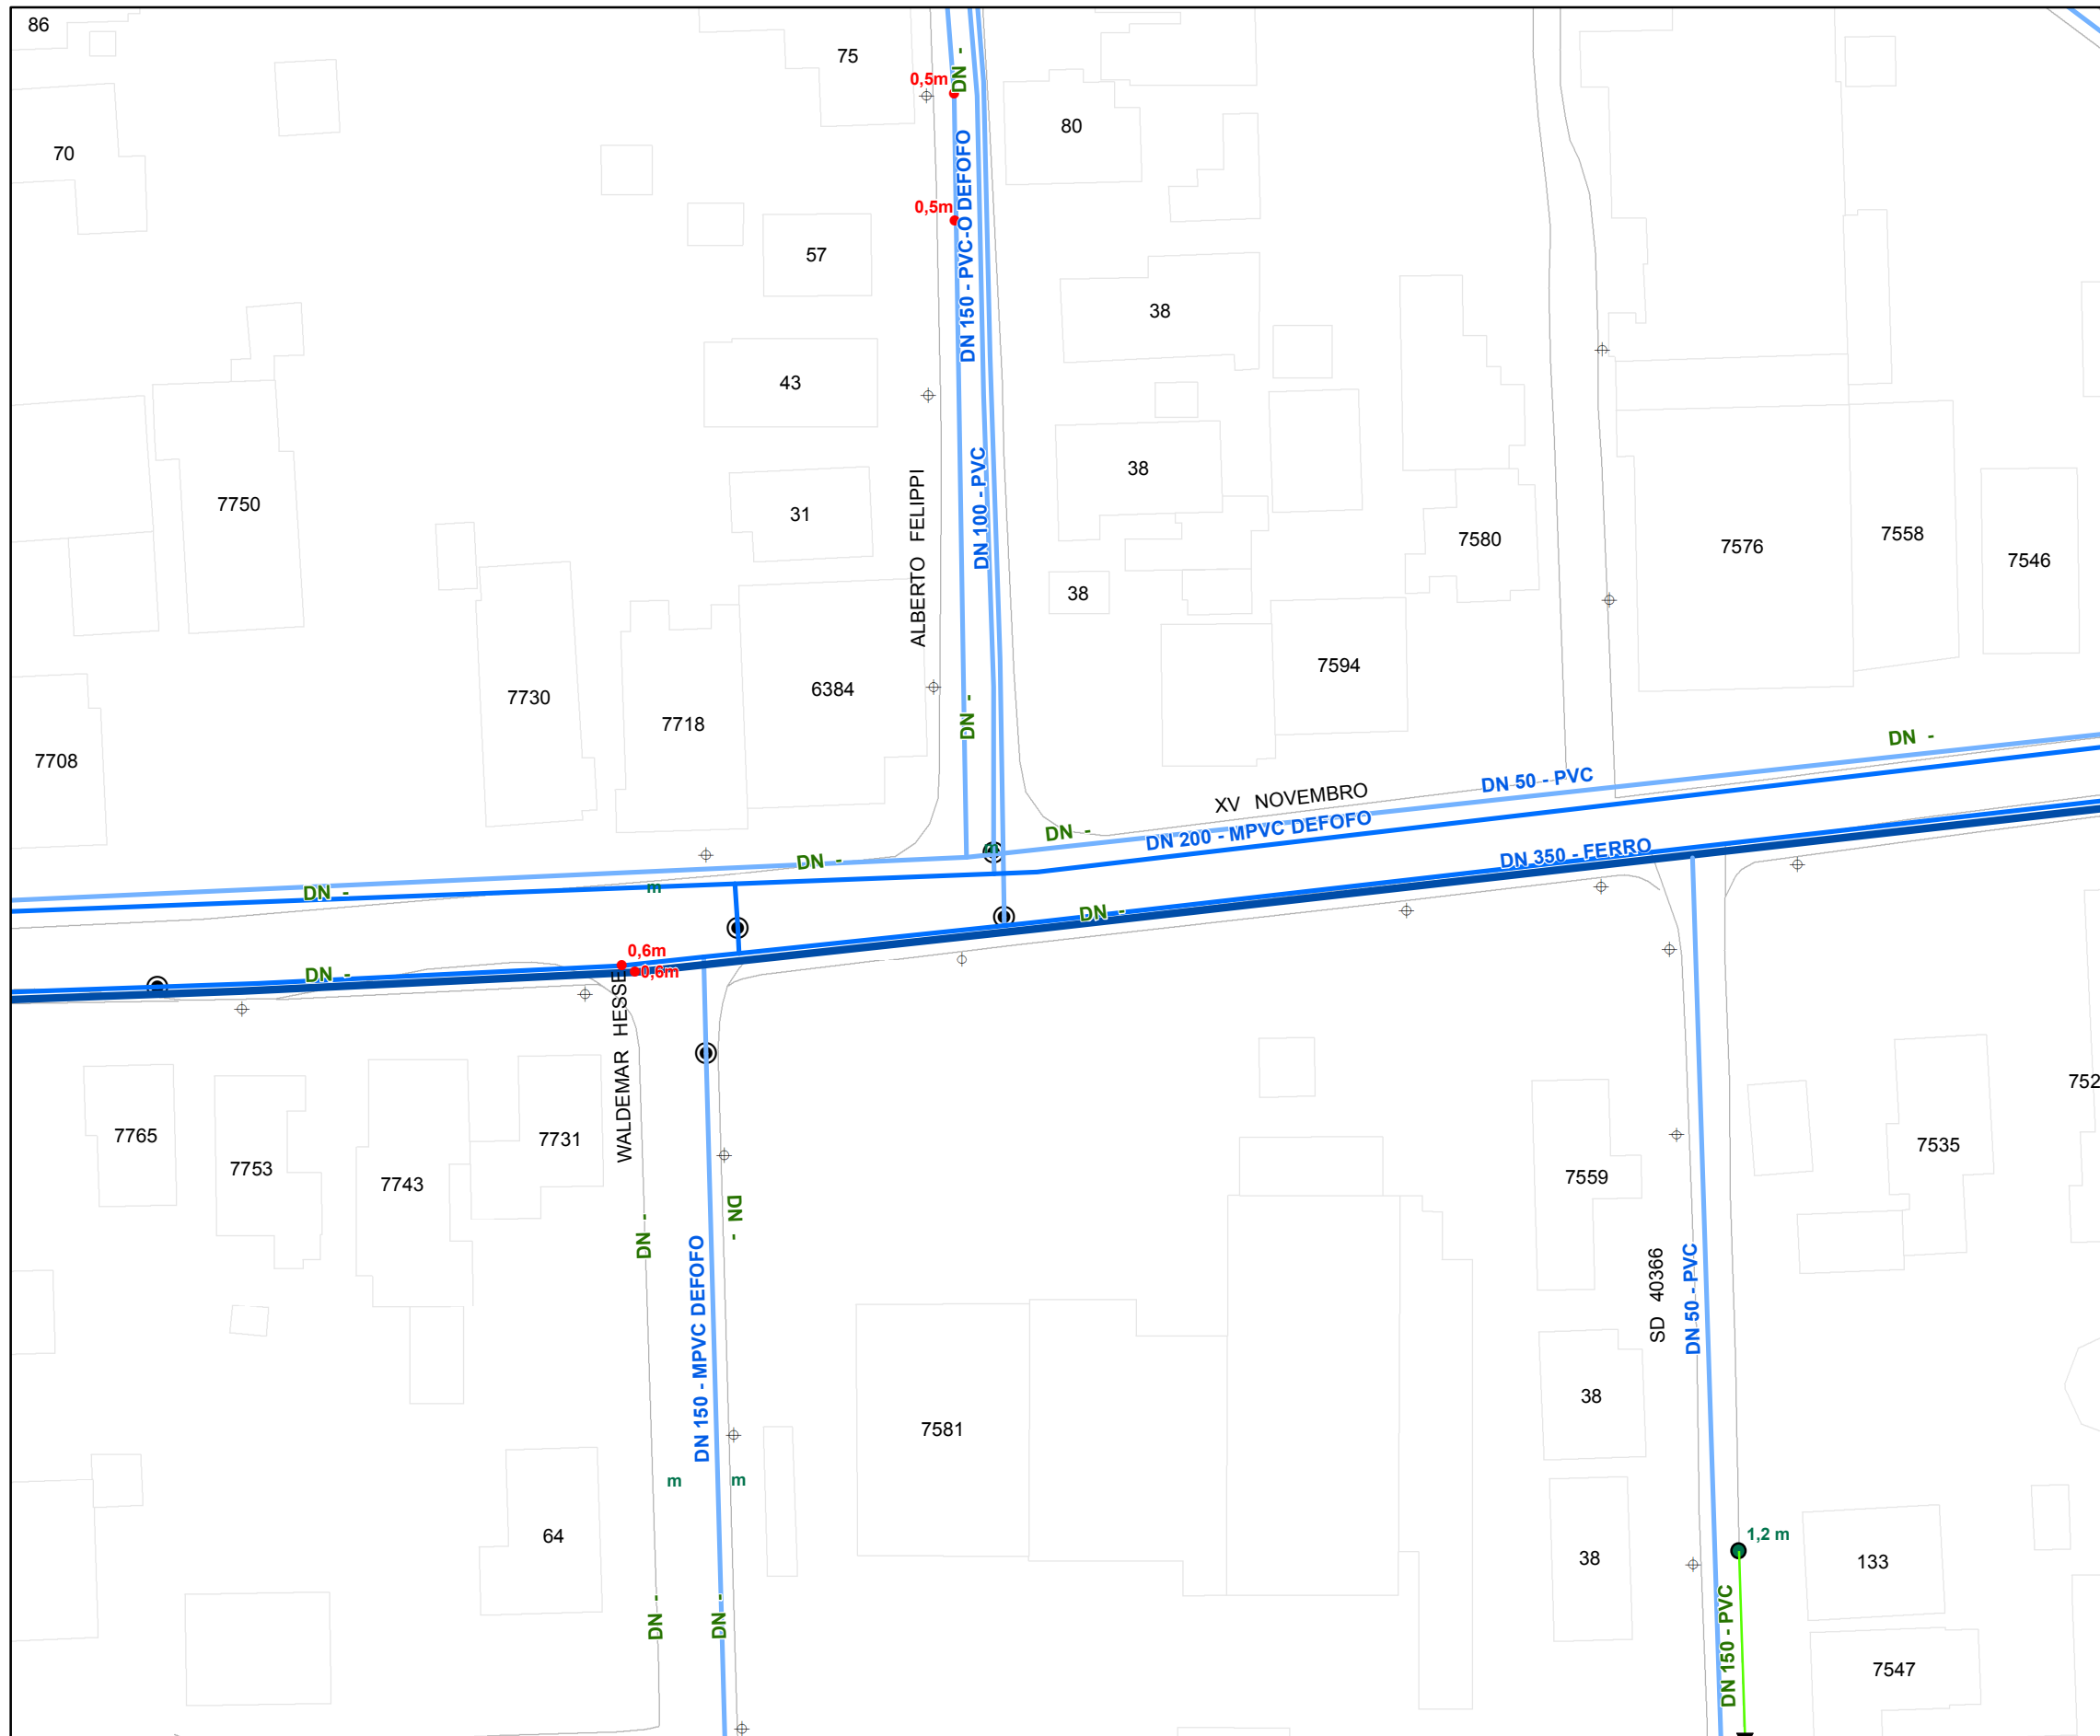 86
75
DN -
0,5m
80
70
DN 150 - PVC-O DEFOFO
0,5m
57
38
43
38
7750
31
ALBERTO FELIPPI
DN 100 - PVC
7580
7576
7558
7546
38
7594
6384
7730
7718
DN -
7708
DN -
DN 50 - PVC
XV NOVEMBRO
DN 200 - MPVC DEFOFO
DN -
DN 350 - FERRO
DN -
m
DN -
DN -
0,6m
0,6m
DN -
WALDEMAR HESSE
752
7765
7731
7535
7753
7743
7559
DN -
DN -
DN 150 - MPVC DEFOFO
SD 40366
DN 50 - PVC
38
7581
m
m
64
1,2 m
38
133
DN -
DN -
DN 150 - PVC
7547